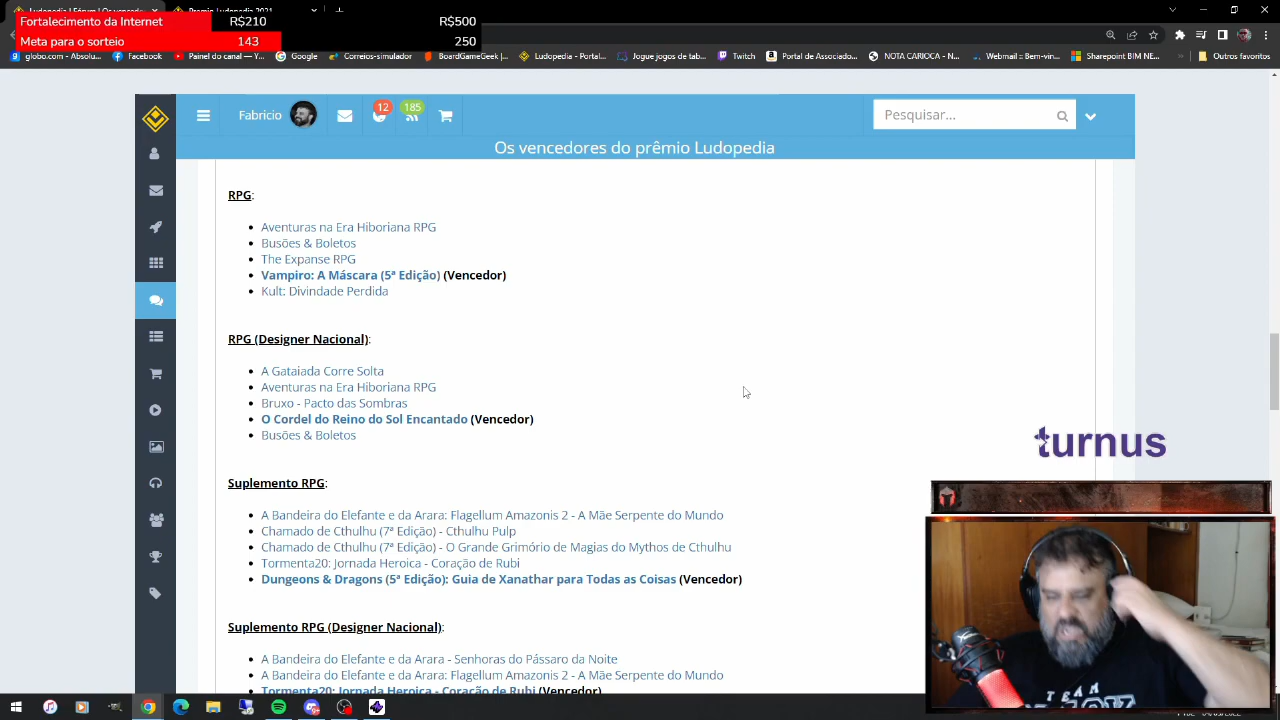 Ludopedia | Fórum | Os vence
Premio Ludopedia 2021
Fortalecimento da Internet R$210 R$500
Meta para o sorteio 143 250
globo.com - Absolu... Facebook Painel do canal — Y... Google Correios-simulador BoardGameGeek |... Ludopedia - Portal... Jogue jogos de tab... Twitch Portal de Associado... NOTA CARIOCA – N... Webmail :: Bem-vin... Sharepoint BIM NE... Outros favoritos
Fabricio 12 185 Pesquisar...
Os vencedores do prêmio Ludopedia
RPG:
Aventuras na Era Hiboriana RPG
Busões & Boletos
The Expanse RPG
Vampiro: A Máscara (5ª Edição) (Vencedor)
Kult: Divindade Perdida
RPG (Designer Nacional):
A Gataiada Corre Solta
Aventuras na Era Hiboriana RPG
Bruxo - Pacto das Sombras
O Cordel do Reino do Sol Encantado (Vencedor)
Busões & Boletos
turnus
Suplemento RPG:
A Bandeira do Elefante e da Arara: Flagellum Amazonis 2 - A Mãe Serpente do Mundo
Chamado de Cthulhu (7ª Edição) - Cthulhu Pulp
Chamado de Cthulhu (7ª Edição) - O Grande Grimório de Magias do Mythos de Cthulhu
Tormenta20: Jornada Heroica - Coração de Rubi
Dungeons & Dragons (5ª Edição): Guia de Xanathar para Todas as Coisas (Vencedor)
Suplemento RPG (Designer Nacional):
A Bandeira do Elefante e da Arara - Senhoras do Pássaro da Noite
A Bandeira do Elefante e da Arara: Flagellum Amazonis 2 - A Mãe Serpente do Mundo
Tormenta20: Jornada Heroica - Coração de Rubi (Vencedor)
TEAM